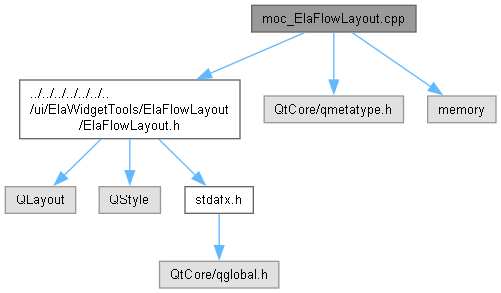 moc_ElaFlowLayout.cpp
../../../../../../..
/ui/ElaWidgetTools/ElaFlowLayout
/ElaFlowLayout.h
QtCore/qmetatype.h
memory
QLayout
QStyle
stdafx.h
QtCore/qglobal.h